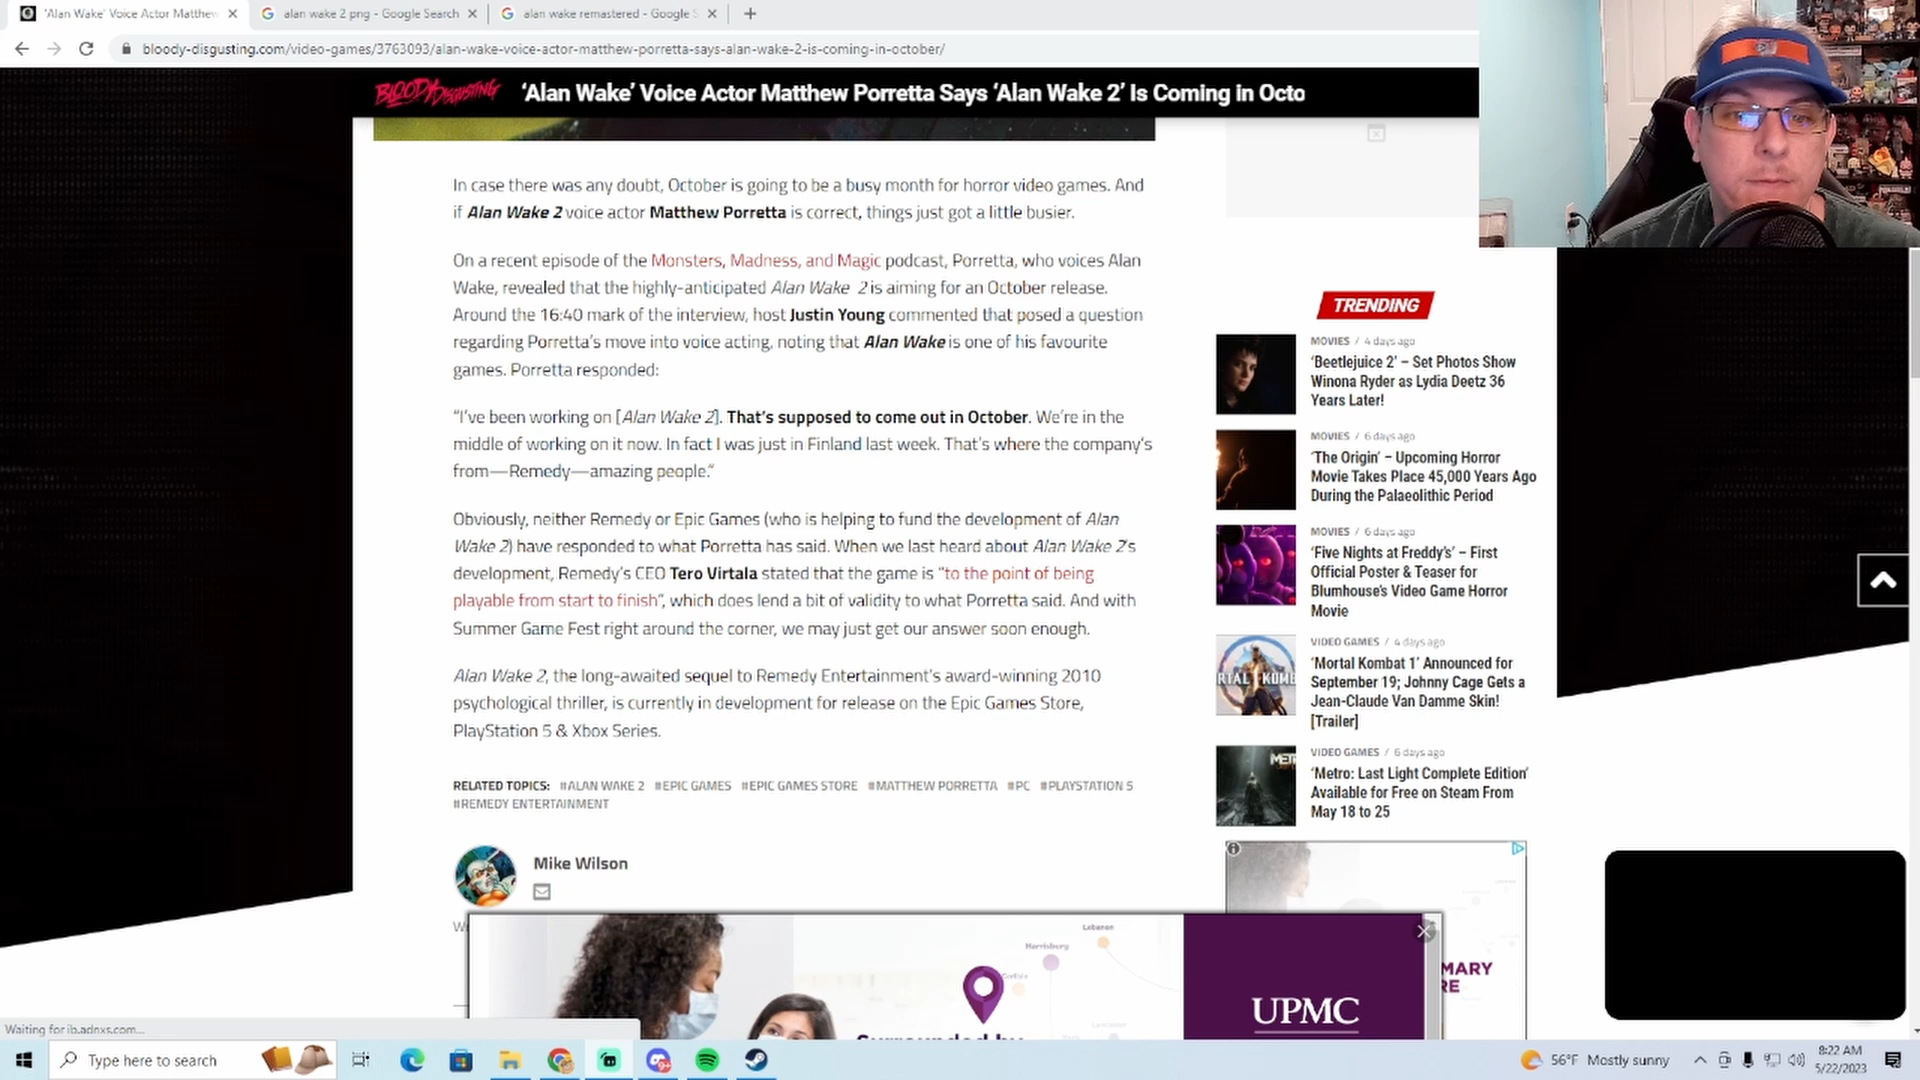 'Alan Wake' Voice Actor Matthew
alan wake 2 png - Google Search
alan wake remastered - Google S
bloody-disgusting.com/video-games/3763093/alan-wake-voice-actor-matthew-porretta-says-alan-wake-2-is-coming-in-october/
BLOODY DISGUSTING
‘Alan Wake’ Voice Actor Matthew Porretta Says ‘Alan Wake 2’ Is Coming in Octo
In case there was any doubt, October is going to be a busy month for horror video games. And
if Alan Wake 2 voice actor Matthew Porretta is correct, things just got a little busier.
On a recent episode of the Monsters, Madness, and Magic podcast, Porretta, who voices Alan
Wake, revealed that the highly-anticipated Alan Wake 2 is aiming for an October release.
Around the 16:40 mark of the interview, host Justin Young commented that posed a question
regarding Porretta’s move into voice acting, noting that Alan Wake is one of his favourite
games. Porretta responded:
“I’ve been working on [Alan Wake 2]. That’s supposed to come out in October. We’re in the
middle of working on it now. In fact I was just in Finland last week. That’s where the company’s
from—Remedy—amazing people.”
Obviously, neither Remedy or Epic Games (who is helping to fund the development of Alan
Wake 2) have responded to what Porretta has said. When we last heard about Alan Wake 2’s
development, Remedy’s CEO Tero Virtala stated that the game is “to the point of being
playable from start to finish”, which does lend a bit of validity to what Porretta said. And with
Summer Game Fest right around the corner, we may just get our answer soon enough.
Alan Wake 2, the long-awaited sequel to Remedy Entertainment’s award-winning 2010
psychological thriller, is currently in development for release on the Epic Games Store,
PlayStation 5 & Xbox Series.
RELATED TOPICS: #ALAN WAKE 2 #EPIC GAMES #EPIC GAMES STORE #MATTHEW PORRETTA #PC #PLAYSTATION 5
#REMEDY ENTERTAINMENT
Mike Wilson
TRENDING
MOVIES / 4 days ago
‘Beetlejuice 2’ – Set Photos Show
Winona Ryder as Lydia Deetz 36
Years Later!
MOVIES / 6 days ago
‘The Origin’ – Upcoming Horror
Movie Takes Place 45,000 Years Ago
During the Palaeolithic Period
MOVIES / 6 days ago
‘Five Nights at Freddy’s’ – First
Official Poster & Teaser for
Blumhouse’s Video Game Horror
Movie
VIDEO GAMES / 4 days ago
‘Mortal Kombat 1’ Announced for
September 19; Johnny Cage Gets a
Jean-Claude Van Damme Skin!
[Trailer]
VIDEO GAMES / 6 days ago
‘Metro: Last Light Complete Edition’
Available for Free on Steam From
May 18 to 25
Lebanon
Harrisburg
UPMC
MARY
RE
Waiting for ib.adnxs.com...
Type here to search
56°F Mostly sunny
8:22 AM
5/22/2023